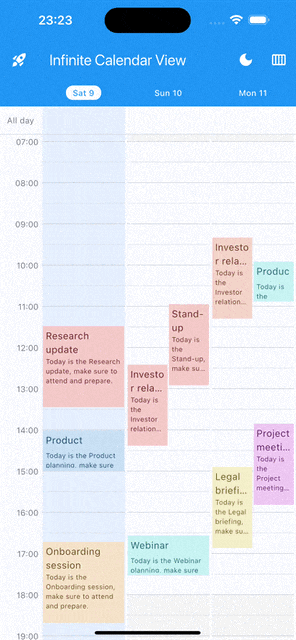 23:23
Infinite Calendar View
Sat 9
Sun 10
Mon 11
All day
07:00
08:00
09:00
10:00
11:00
12:00
13:00
14:00
15:00
16:00
17:00
18:00
19:00
Research
update
Today is the Research
update, make sure to
attend and prepare.
Product
Today is the Product
planning, make sure
Onboarding
session
Today is the
Onboarding session,
make sure to attend
and prepare.
Investo
r rela...
Today is
the
Investor
relation...
Stand-
up
Today is
the
Stand-up,
make su...
Webinar
Today is the Webinar
planning, make sure
Investo
r rela...
Today is
the
Investor
relation...
Produc
Today is
the
Project
meeti...
Today is
the
Project
meeting...
Legal
briefi...
Today is
the Legal
briefing,
make su...